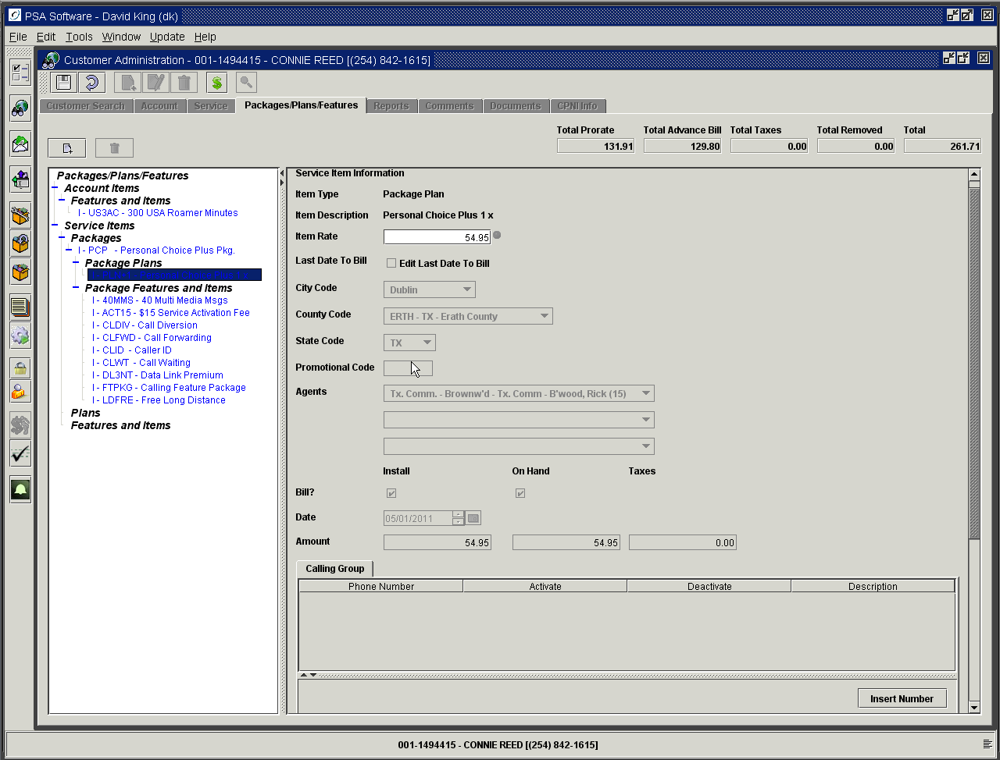 PSA Software - David King (dk)
File Edit Tools Window Update Help
Customer Administration - 001-1494415 - CONNIE REED [(254) 842-1615]
Customer Search Account Service Packages/Plans/Features Reports Comments Documents CPNI Info
Total Prorate Total Advance Bill Total Taxes Total Removed Total
131.91 129.80 0.00 0.00 261.71
Packages/Plans/Features
Account Items
Features and Items
I - US3AC - 300 USA Roamer Minutes
Service Items
Packages
I - PCP - Personal Choice Plus Pkg.
Package Plans
Package Features and Items
I - 40MMS - 40 Multi Media Msgs
I - ACT15 - $15 Service Activation Fee
I - CLDIV - Call Diversion
I - CLFWD - Call Forwarding
I - CLID - Caller ID
I - CLWT - Call Waiting
I - DL3NT - Data Link Premium
I - FTPKG - Calling Feature Package
I - LDFRE - Free Long Distance
Plans
Features and Items
Service Item Information
Item Type Package Plan
Item Description Personal Choice Plus 1 x
Item Rate 54.95
Last Date To Bill Edit Last Date To Bill
City Code Dublin
County Code ERTH - TX - Erath County
State Code TX
Promotional Code
Agents Tx. Comm. - Brownw'd - Tx. Comm - B'wood, Rick (15)
Install On Hand Taxes
Bill?
Date 05/01/2011
Amount 54.95 54.95 0.00
Calling Group
Phone Number Activate Deactivate Description
Insert Number
001-1494415 - CONNIE REED [(254) 842-1615]